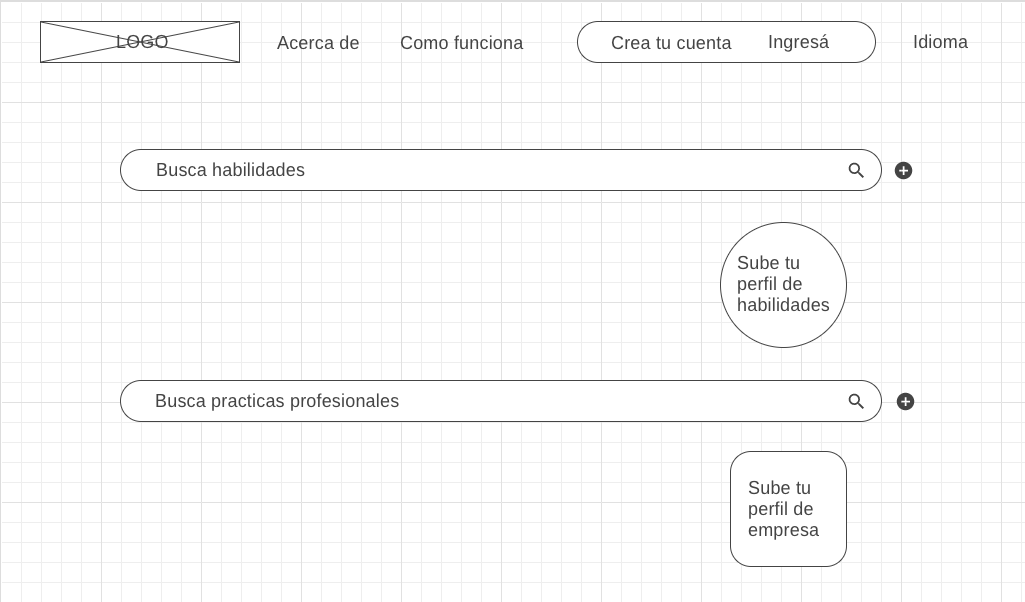 LOGO
Acerca de
Como funciona
Crea tu cuenta
Ingresá
Idioma
Busca habilidades
Sube tu
perfil de
habilidades
Busca practicas profesionales
Sube tu
perfil de
empresa